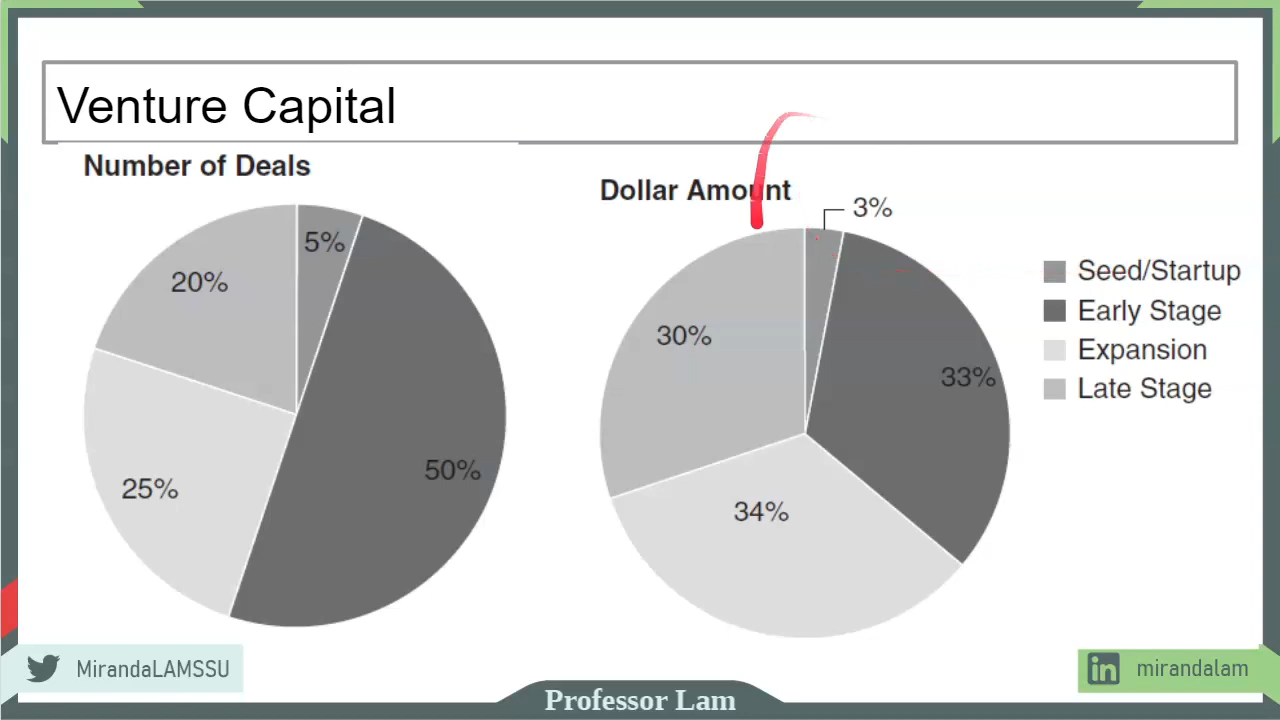 Venture Capital
Number of Deals
5%
20%
50%
25%
Dollar Amount
3%
30%
33%
34%
Seed/Startup
Early Stage
Expansion
Late Stage
MirandaLAMSSU
Professor Lam
in mirandalam